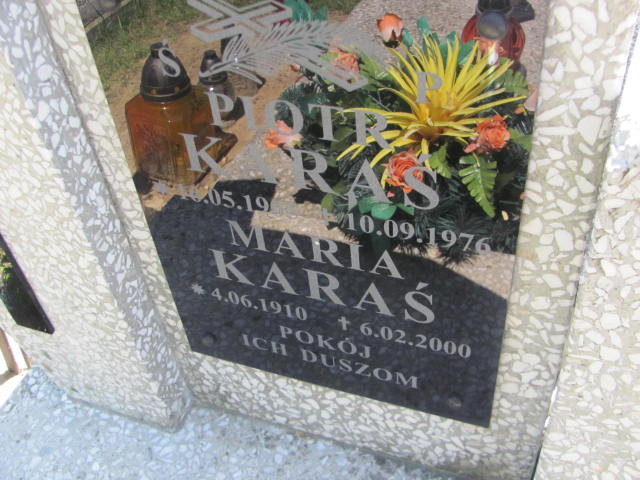 S P
PIOTR
KARAŚ
† 10.09.1976
MARIA
KARAŚ
* 4.06.1910 † 6.02.2000
POKÓJ
ICH DUSZOM